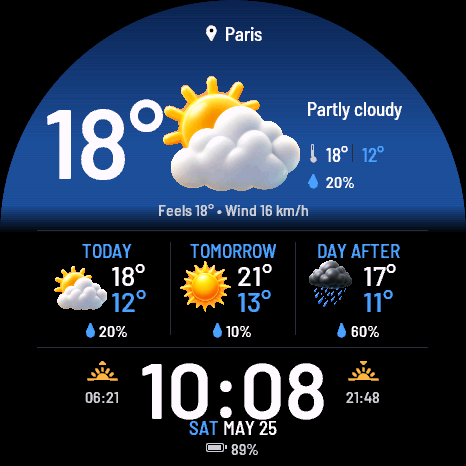 Paris
18°
Partly cloudy
18° | 12°
20%
Feels 18° • Wind 16 km/h
TODAY TOMORROW DAY AFTER
18° 21° 17°
12° 13° 11°
20% 10% 60%
06:21 10:08 21:48
SAT MAY 25
89%